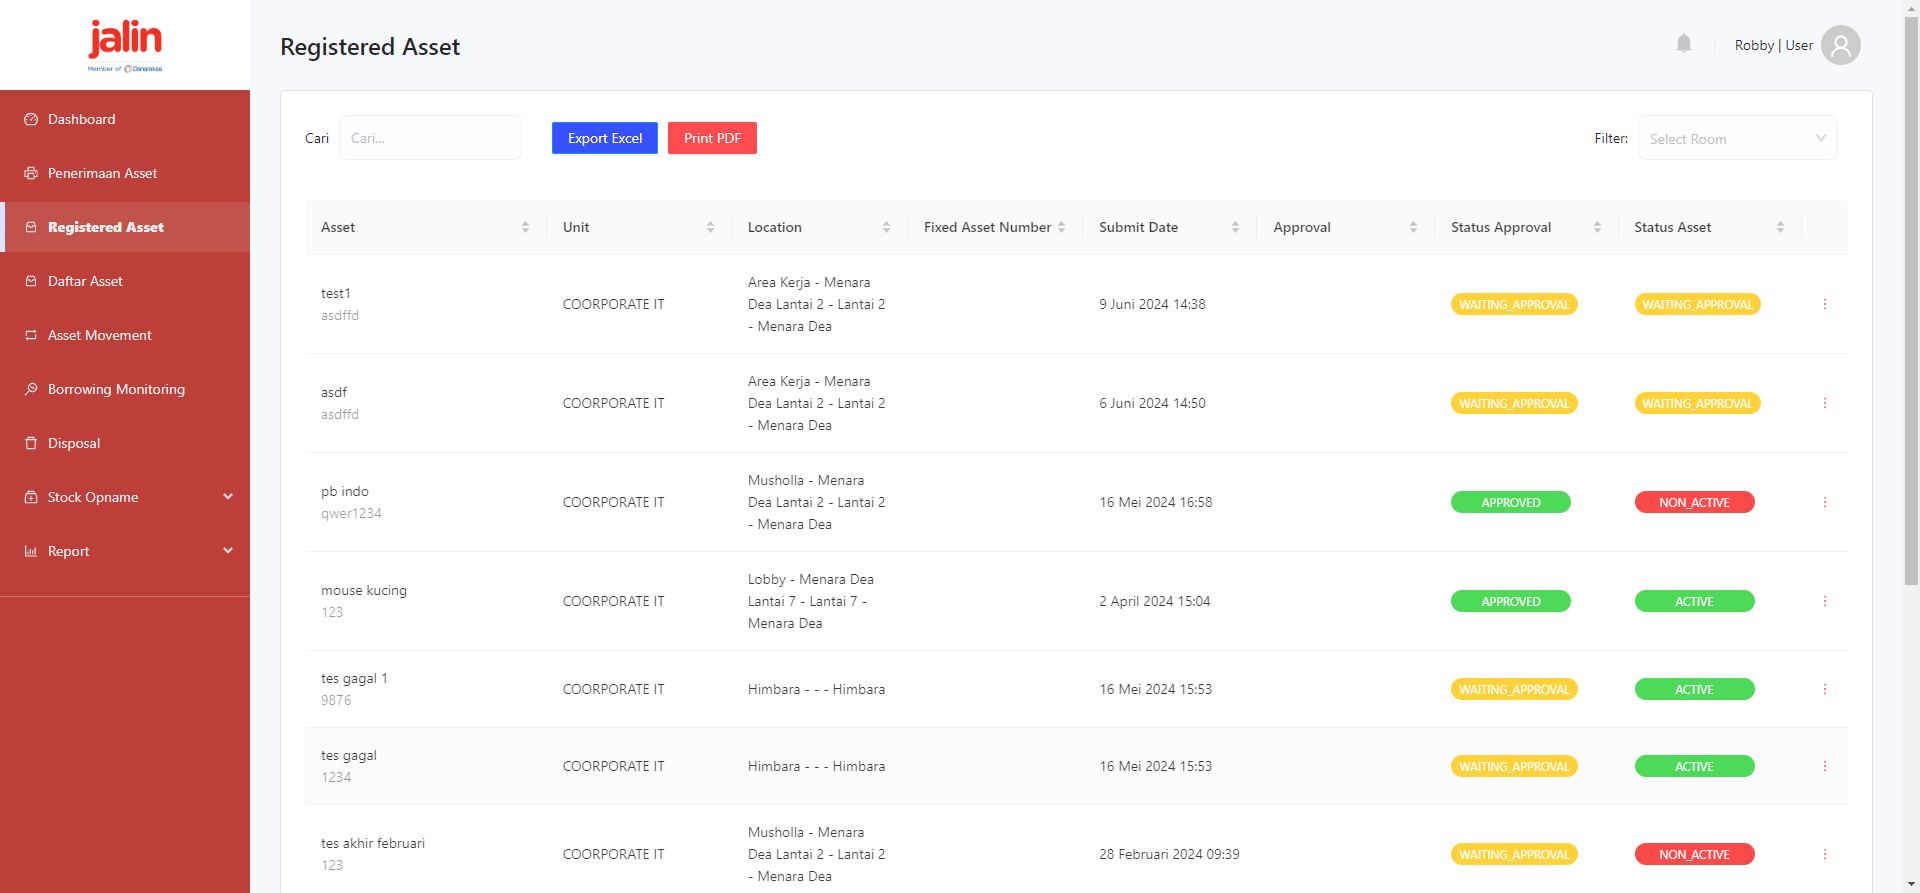 jalin
Member of Danareksa
Registered Asset
Robby | User
Dashboard
Penerimaan Asset
Registered Asset
Daftar Asset
Asset Movement
Borrowing Monitoring
Disposal
Stock Opname
Report
Cari
Cari...
Export Excel
Print PDF
Filter:
Select Room
Asset
Unit
Location
Fixed Asset Number
Submit Date
Approval
Status Approval
Status Asset
test1
asdffd
COORPORATE IT
Area Kerja - Menara
Dea Lantai 2 - Lantai 2
- Menara Dea
9 Juni 2024 14:38
WAITING_APPROVAL
WAITING_APPROVAL
asdf
asdffd
COORPORATE IT
Area Kerja - Menara
Dea Lantai 2 - Lantai 2
- Menara Dea
6 Juni 2024 14:50
WAITING_APPROVAL
WAITING_APPROVAL
pb indo
qwer1234
COORPORATE IT
Musholla - Menara
Dea Lantai 2 - Lantai 2
- Menara Dea
16 Mei 2024 16:58
APPROVED
NON_ACTIVE
mouse kucing
123
COORPORATE IT
Lobby - Menara Dea
Lantai 7 - Lantai 7 -
Menara Dea
2 April 2024 15:04
APPROVED
ACTIVE
tes gagal 1
9876
COORPORATE IT
Himbara - - - Himbara
16 Mei 2024 15:53
WAITING_APPROVAL
ACTIVE
tes gagal
1234
COORPORATE IT
Himbara - - - Himbara
16 Mei 2024 15:53
WAITING_APPROVAL
ACTIVE
tes akhir februari
123
COORPORATE IT
Musholla - Menara
Dea Lantai 2 - Lantai 2
- Menara Dea
28 Februari 2024 09:39
WAITING_APPROVAL
NON_ACTIVE